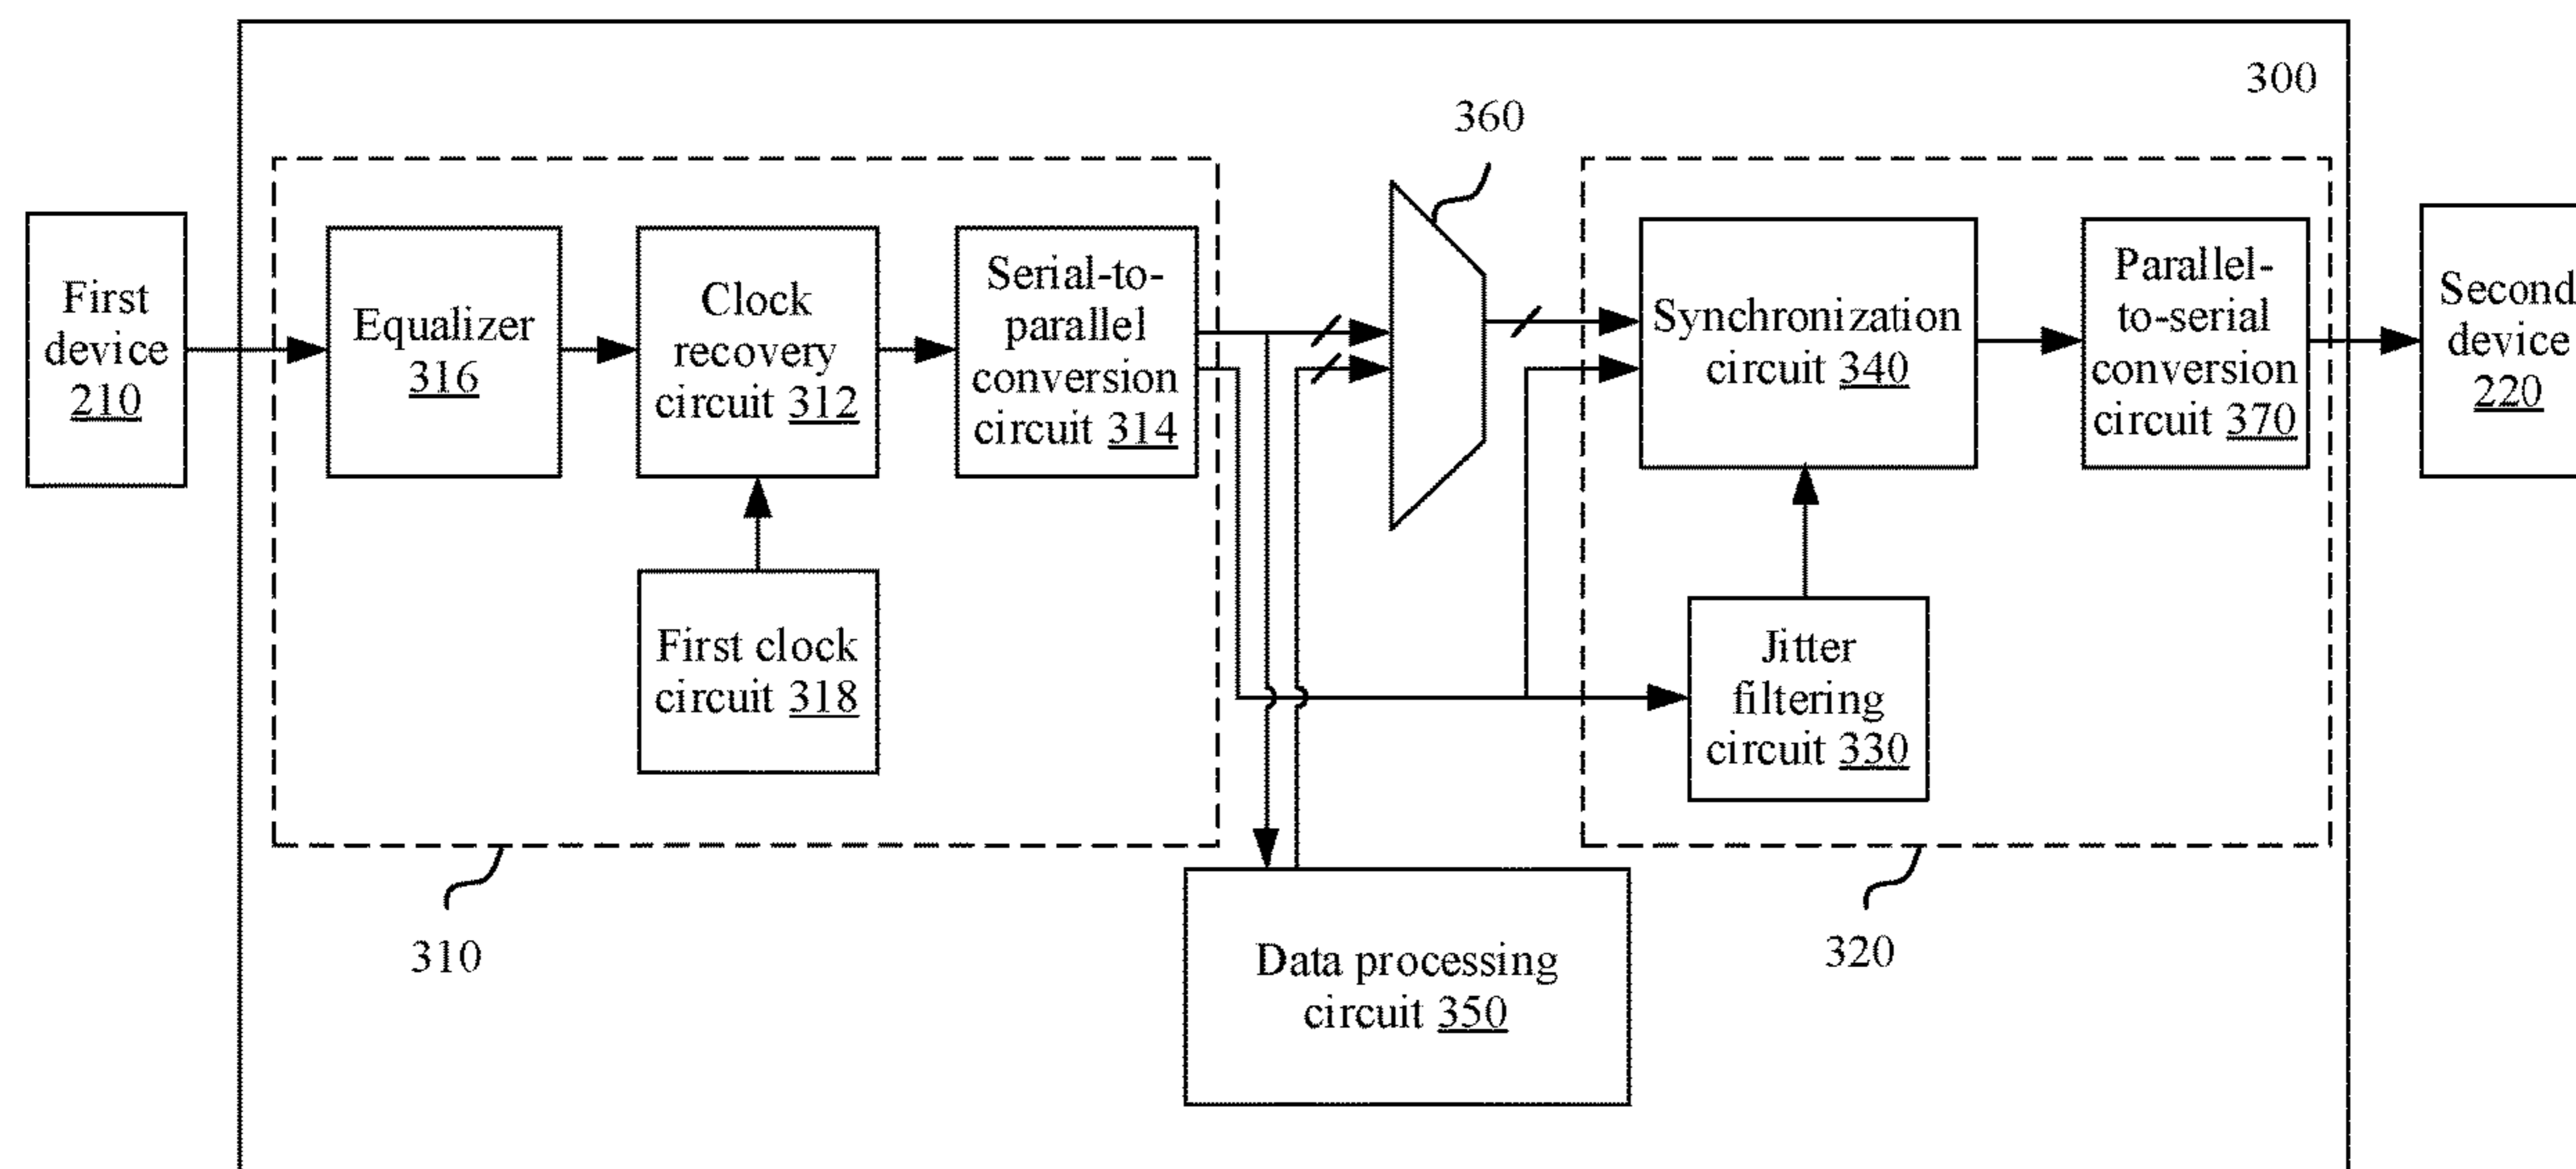 300
360
First
device
210
Equalizer
316
Clock
recovery
circuit 312
Serial-to-
parallel
conversion
circuit 314
Synchronization
circuit 340
Parallel-
to-serial
conversion
circuit 370
Second
device
220
First clock
circuit 318
Jitter
filtering
circuit 330
310
320
Data processing
circuit 350